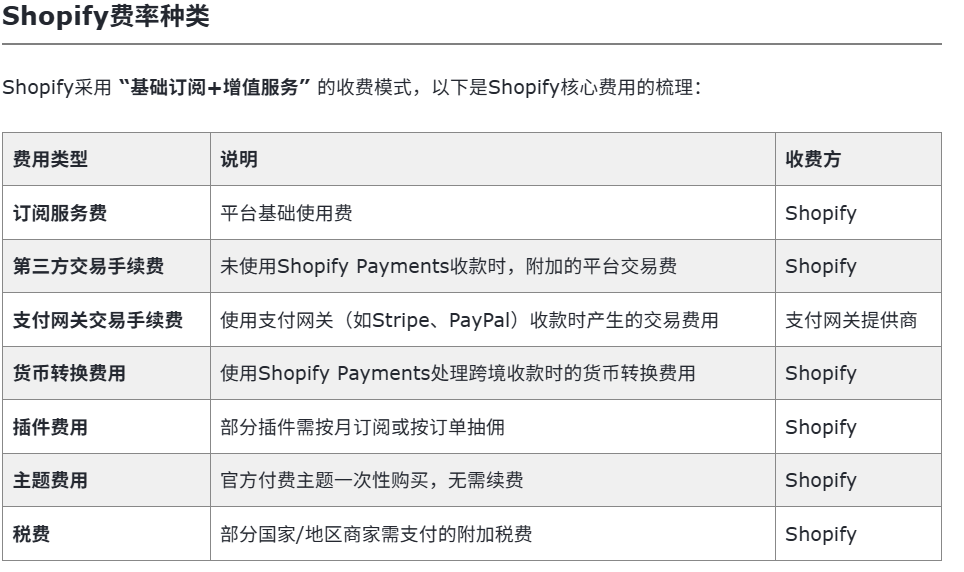 Shopify费率种类
Shopify采用 “基础订阅+增值服务” 的收费模式，以下是Shopify核心费用的梳理：
费用类型 说明 收费方
订阅服务费 平台基础使用费 Shopify
第三方交易手续费 未使用Shopify Payments收款时，附加的平台交易费 Shopify
支付网关交易手续费 使用支付网关（如Stripe、PayPal）收款时产生的交易费用 支付网关提供商
货币转换费用 使用Shopify Payments处理跨境收款时的货币转换费用 Shopify
插件费用 部分插件需按月订阅或按订单抽佣 Shopify
主题费用 官方付费主题一次性购买，无需续费 Shopify
税费 部分国家/地区商家需支付的附加税费 Shopify